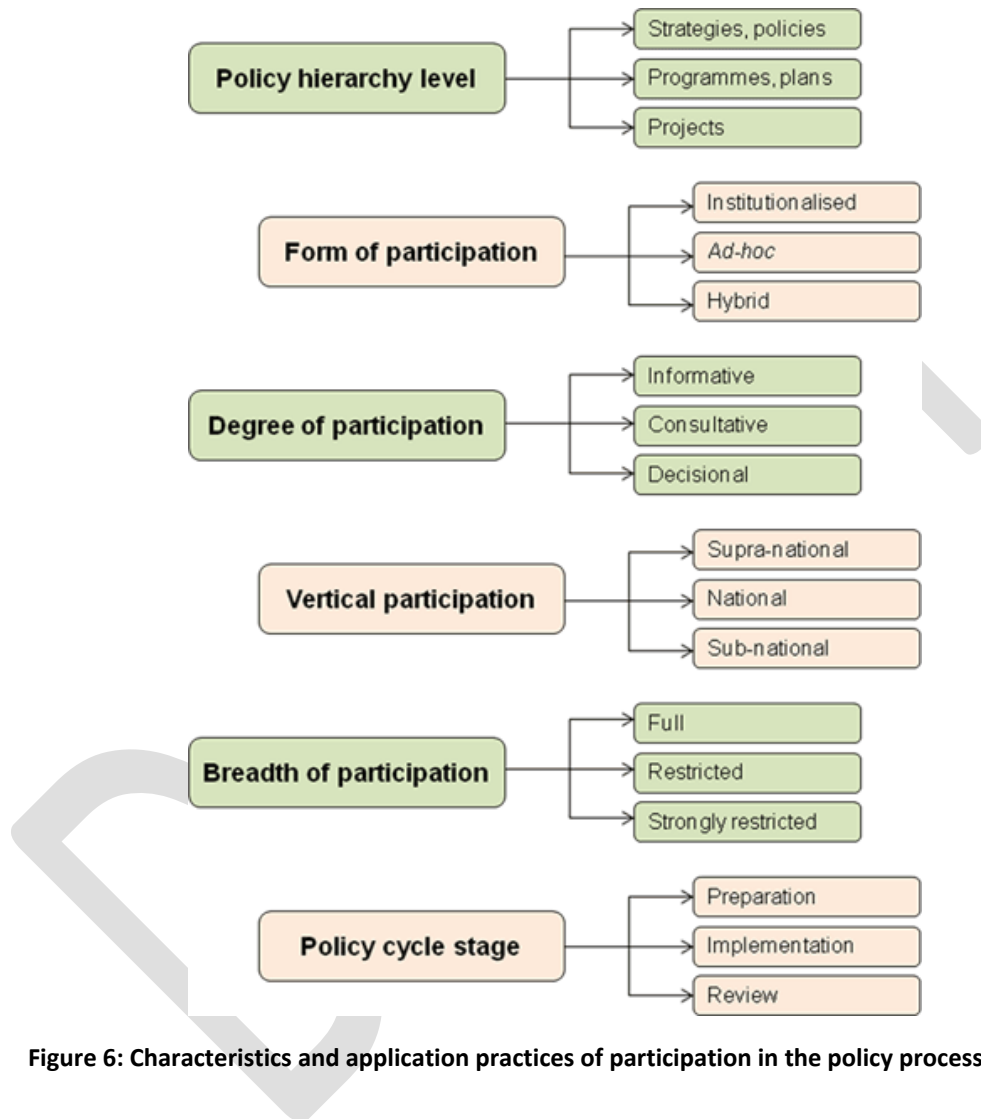 Policy hierarchy level
Strategies, policies
Programmes, plans
Projects
Form of participation
Institutionalised
Ad-hoc
Hybrid
Degree of participation
Informative
Consultative
Decisional
Vertical participation
Supra-national
National
Sub-national
Breadth of participation
Full
Restricted
Strongly restricted
Policy cycle stage
Preparation
Implementation
Review
Figure 6: Characteristics and application practices of participation in the policy process